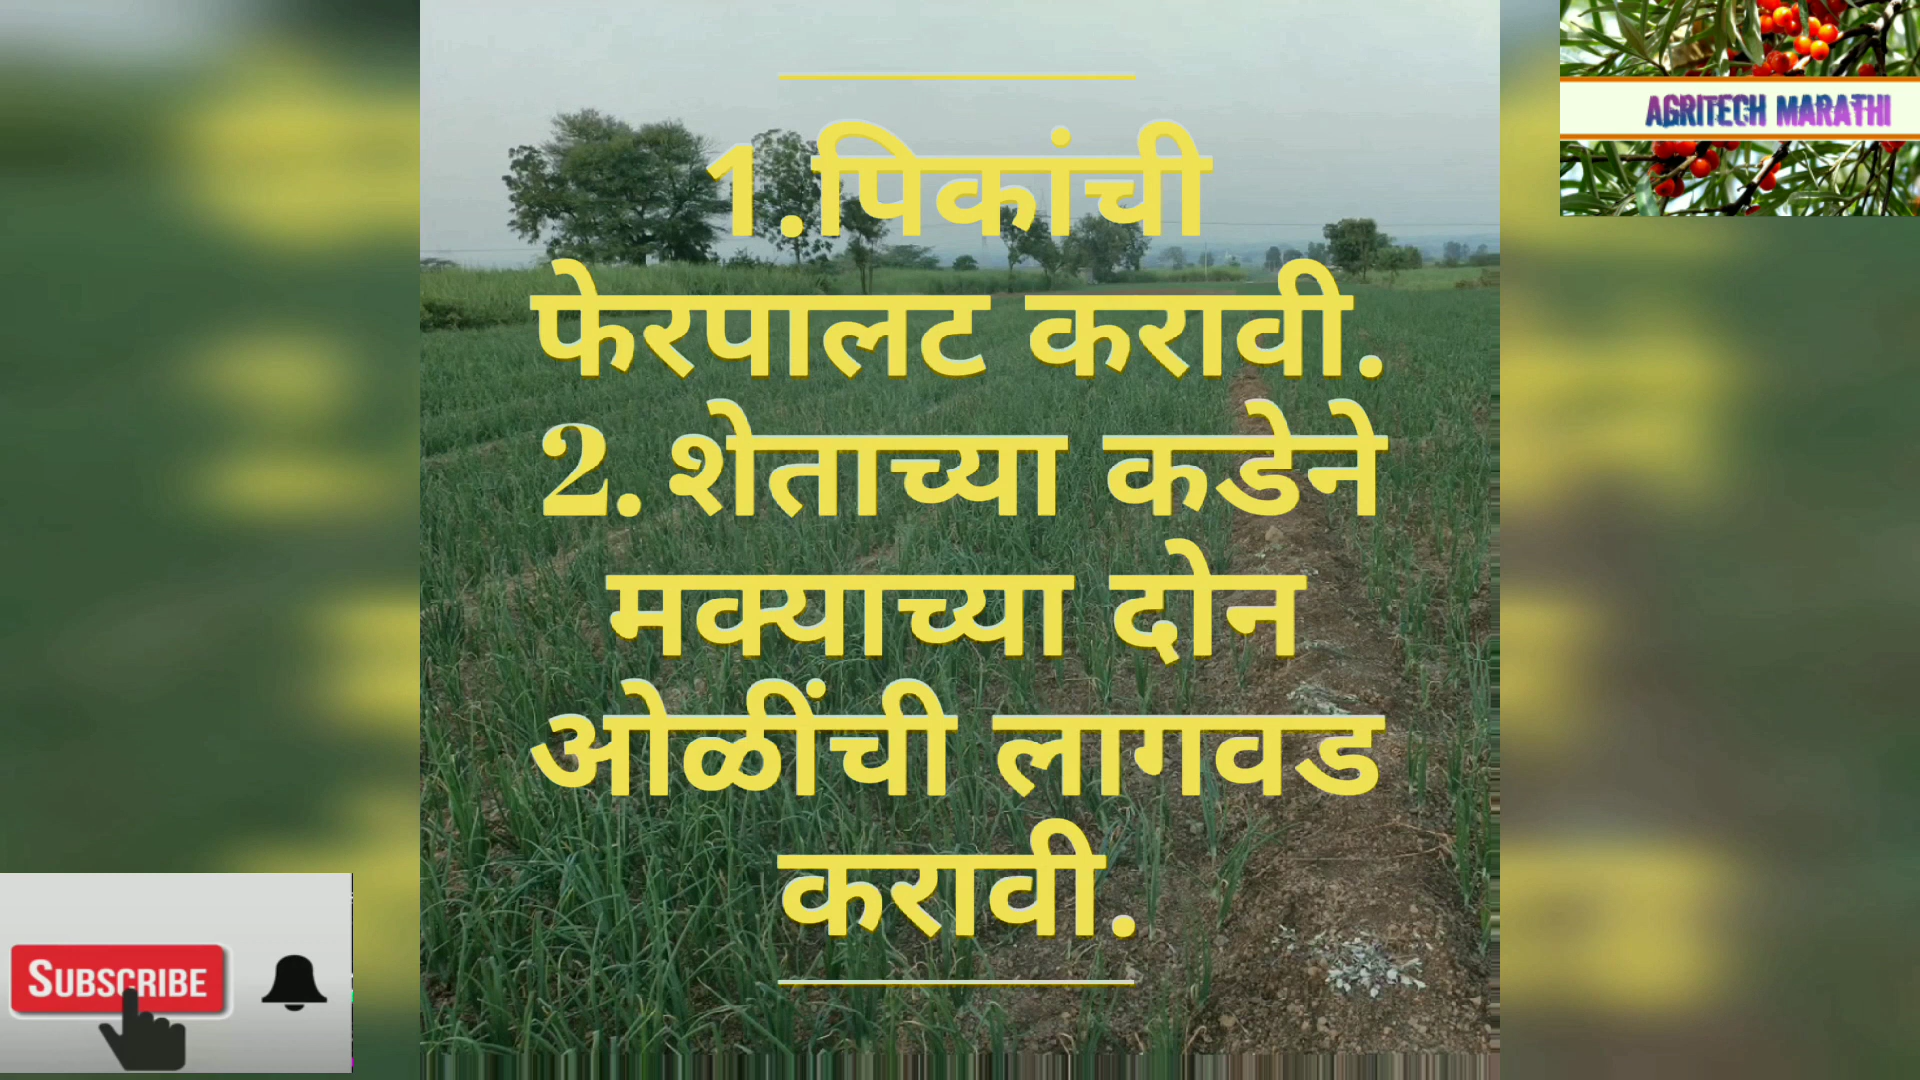 AGRITECH MARATHI
1.पिकांची
फेरपालट करावी.
2. शेताच्या कडेने
मक्याच्या दोन
ओळींची लागवड
करावी.
SUBSCRIBE